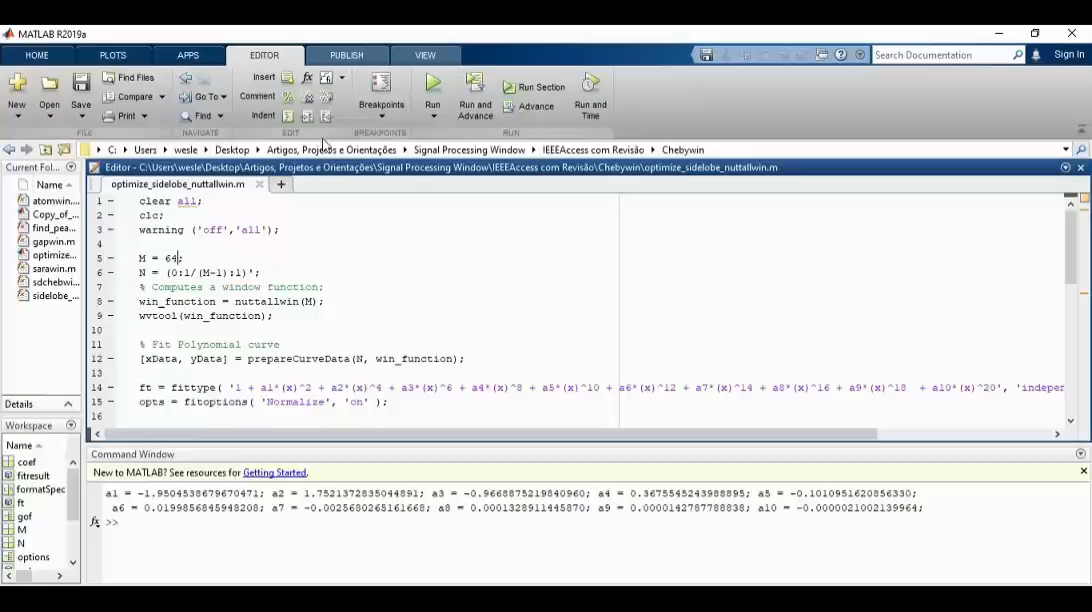 MATLAB R2019a
HOME PLOTS APPS EDITOR PUBLISH VIEW Search Documentation Sign In
New Open Save Find Files Compare Print Go To Find Insert Comment Indent Breakpoints Run Run and Advance Run Section Advance Run and Time
FILE NAVIGATE EDIT BREAKPOINTS RUN
C: Users wesle Desktop Artigos, Projetos e Orientações Signal Processing Window IEEEAccess com Revisão Chebywin
Current Fol... Editor - C:\Users\wesle\Desktop\Artigos, Projetos e Orientações\Signal Processing Window\IEEEAccess com Revisão\Chebywin\optimize_sidelobe_nuttallwin.m
Name
atomwin...
Copy_of_...
find_pea...
gapwin.m
optimize...
sarawin.m
sdchebwin
sidelobe_...
Details
Workspace
Name
coef
fitresult
formatSpec
ft
gof
M
N
options
optimize_sidelobe_nuttallwin.m
1 - clear all;
2 - clc;
3 - warning ('off','all');
4
5 - M = 64;
6 - N = (0:1/(M-1):1)';
7 % Computes a window function;
8 - win_function = nuttallwin(M);
9 - wvtool(win_function);
10
11 % Fit Polynomial curve
12 - [xData, yData] = prepareCurveData(N, win_function);
13
14 - ft = fittype( '1 + a1*(x)^2 + a2*(x)^4 + a3*(x)^6 + a4*(x)^8 + a5*(x)^10 + a6*(x)^12 + a7*(x)^14 + a8*(x)^16 + a9*(x)^18 + a10*(x)^20', 'indepen
15 - opts = fitoptions( 'Normalize', 'on' );
16
Command Window
New to MATLAB? See resources for Getting Started.
a1 = -1.9504538679670471; a2 = 1.7521372835044891; a3 = -0.9668875219840960; a4 = 0.3675545243988895; a5 = -0.1010951620856330;
a6 = 0.0199856845948208; a7 = -0.0025680265161668; a8 = 0.0001328911445870; a9 = 0.0000142787788838; a10 = -0.0000021002139964;
fx >>